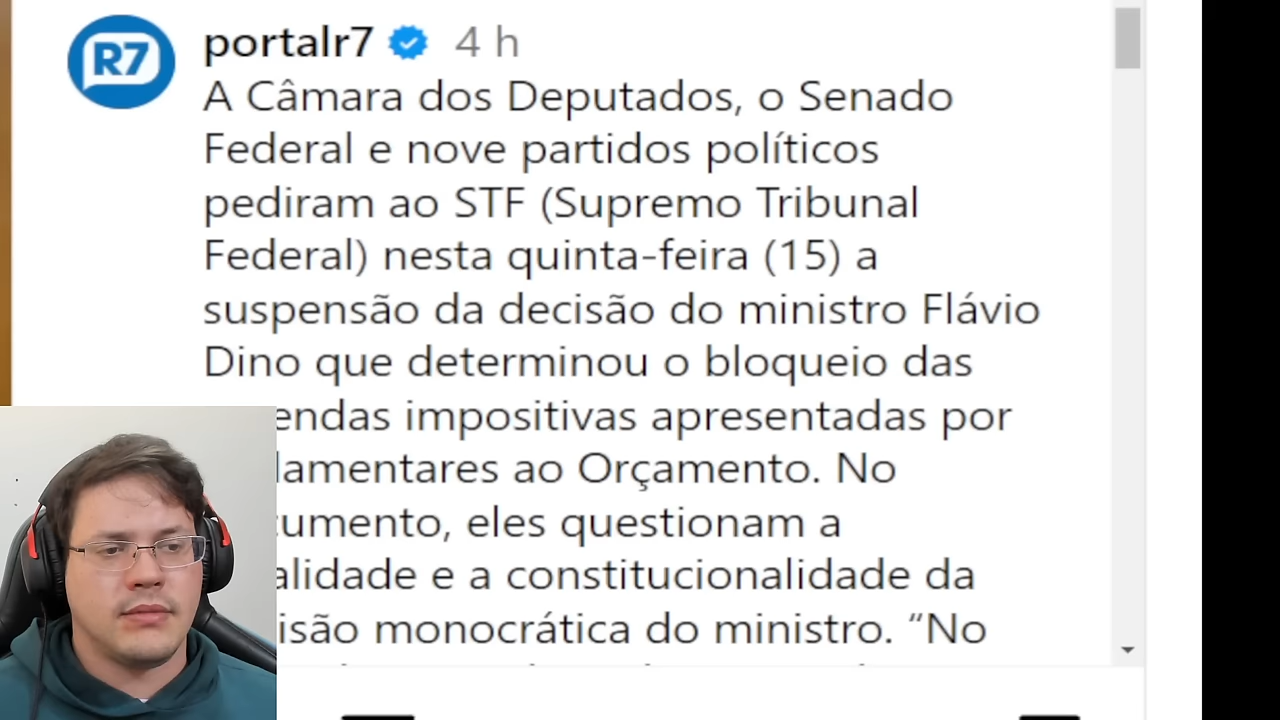 R7
portalr7 4 h
A Câmara dos Deputados, o Senado
Federal e nove partidos políticos
pediram ao STF (Supremo Tribunal
Federal) nesta quinta-feira (15) a
suspensão da decisão do ministro Flávio
Dino que determinou o bloqueio das
endas impositivas apresentadas por
lamentares ao Orçamento. No
cumento, eles questionam a
alidade e a constitucionalidade da
isão monocrática do ministro. “No